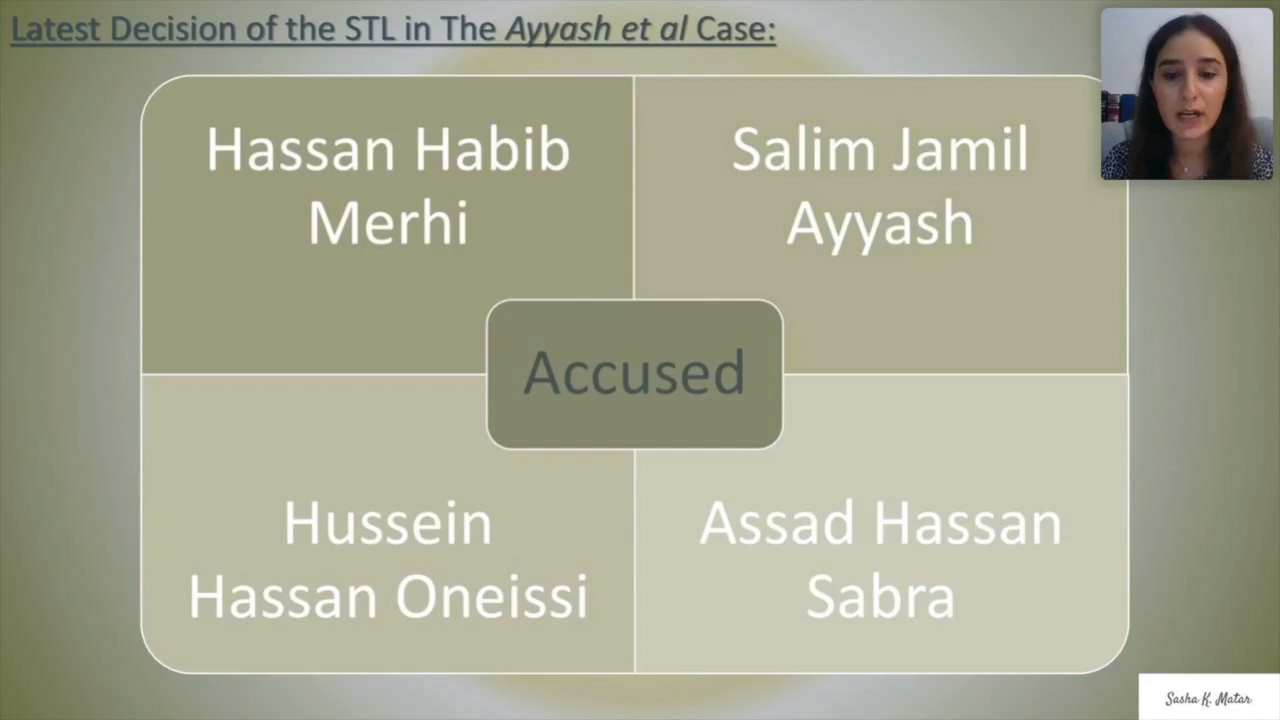 Latest Decision of the STL in The Ayyash et al Case:
Hassan Habib
Merhi
Salim Jamil
Ayyash
Accused
Hussein
Hassan Oneissi
Assad Hassan
Sabra
Sasha K. Matar